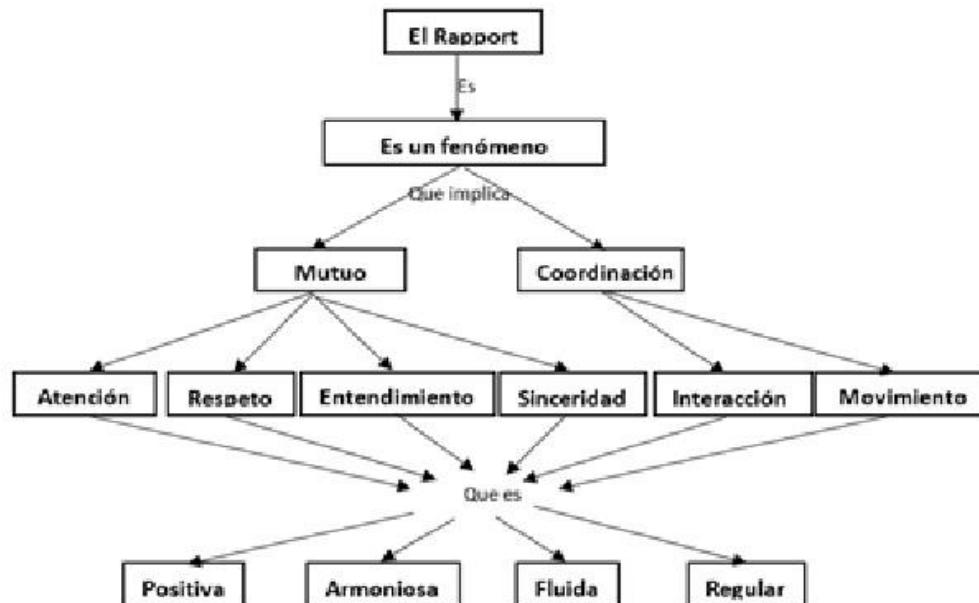 El Rapport
Es
Es un fenómeno
Que implica
Mutuo
Coordinación
Atención
Respeto
Entendimiento
Sinceridad
Interacción
Movimiento
Que es
Positiva
Armoniosa
Fluida
Regular